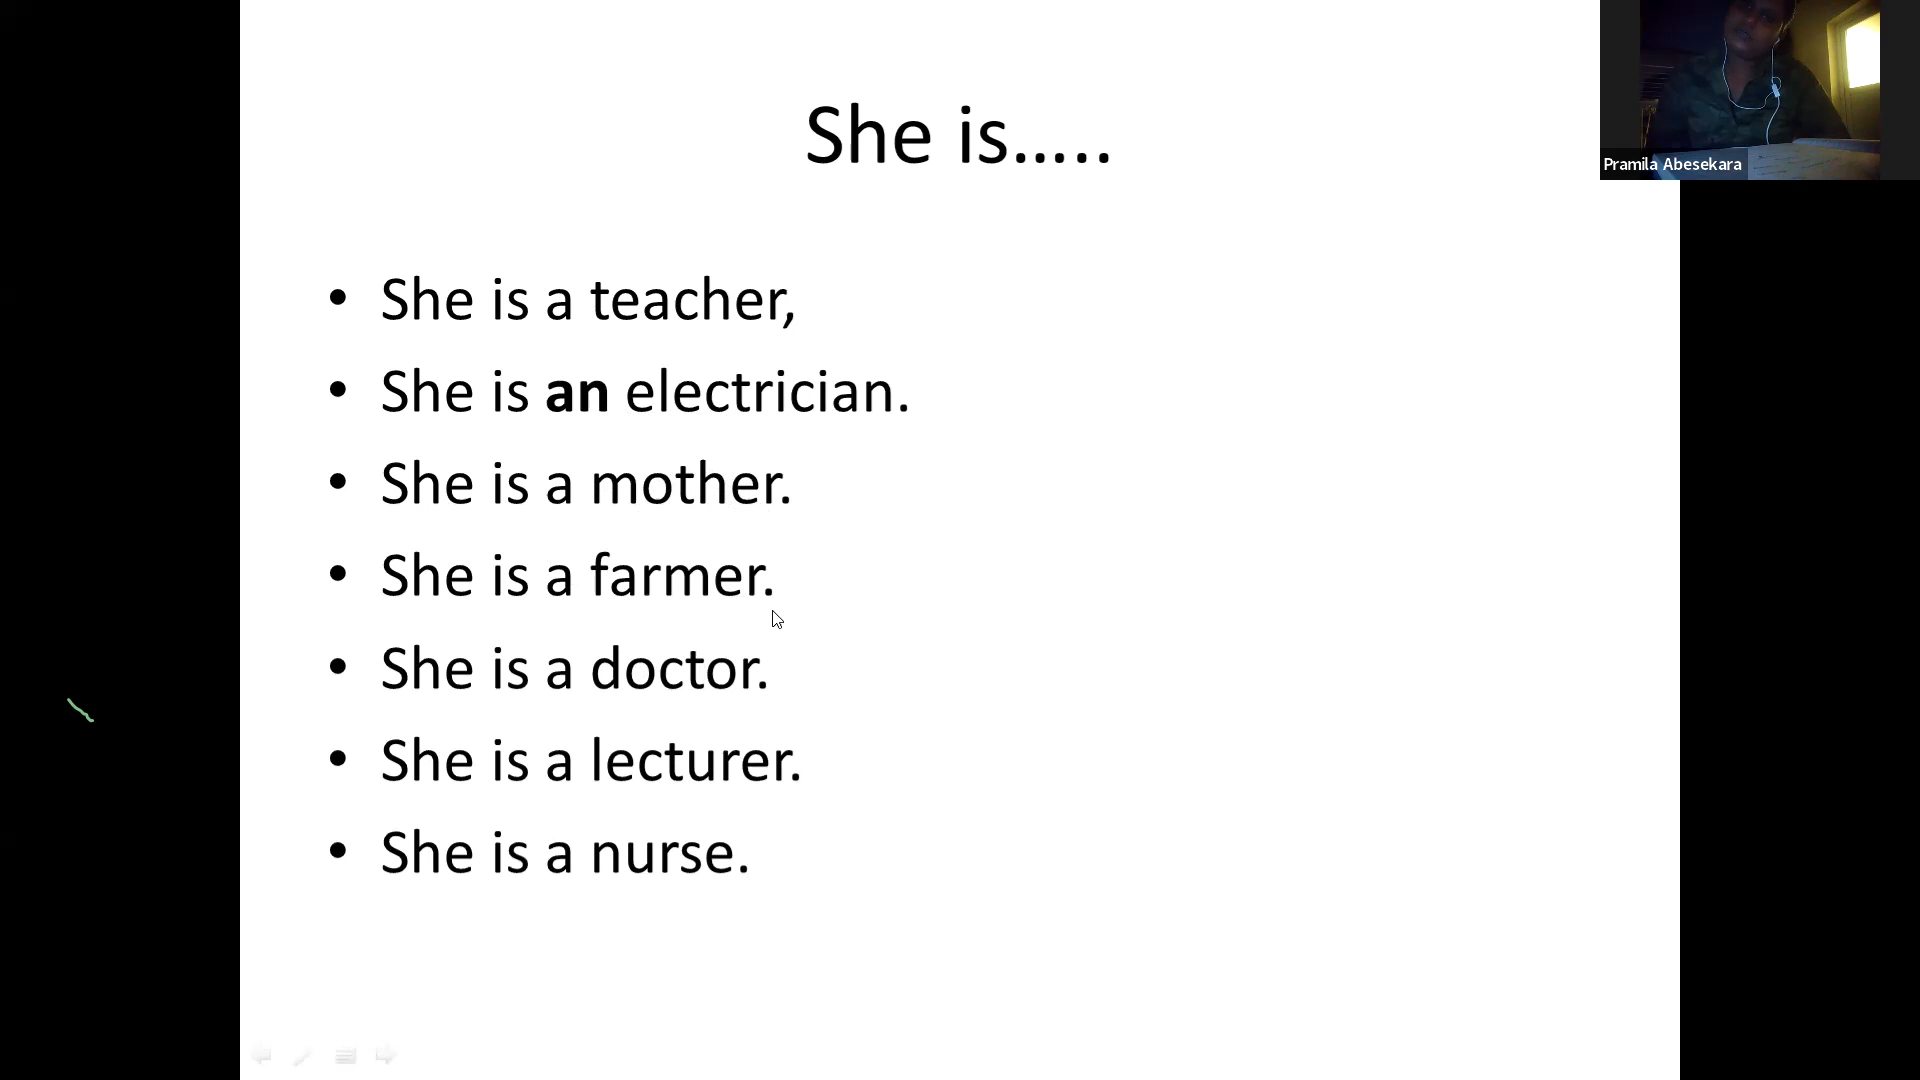 She is.....
Pramila Abesekara
• She is a teacher,
• She is an electrician.
• She is a mother.
• She is a farmer.
• She is a doctor.
• She is a lecturer.
• She is a nurse.